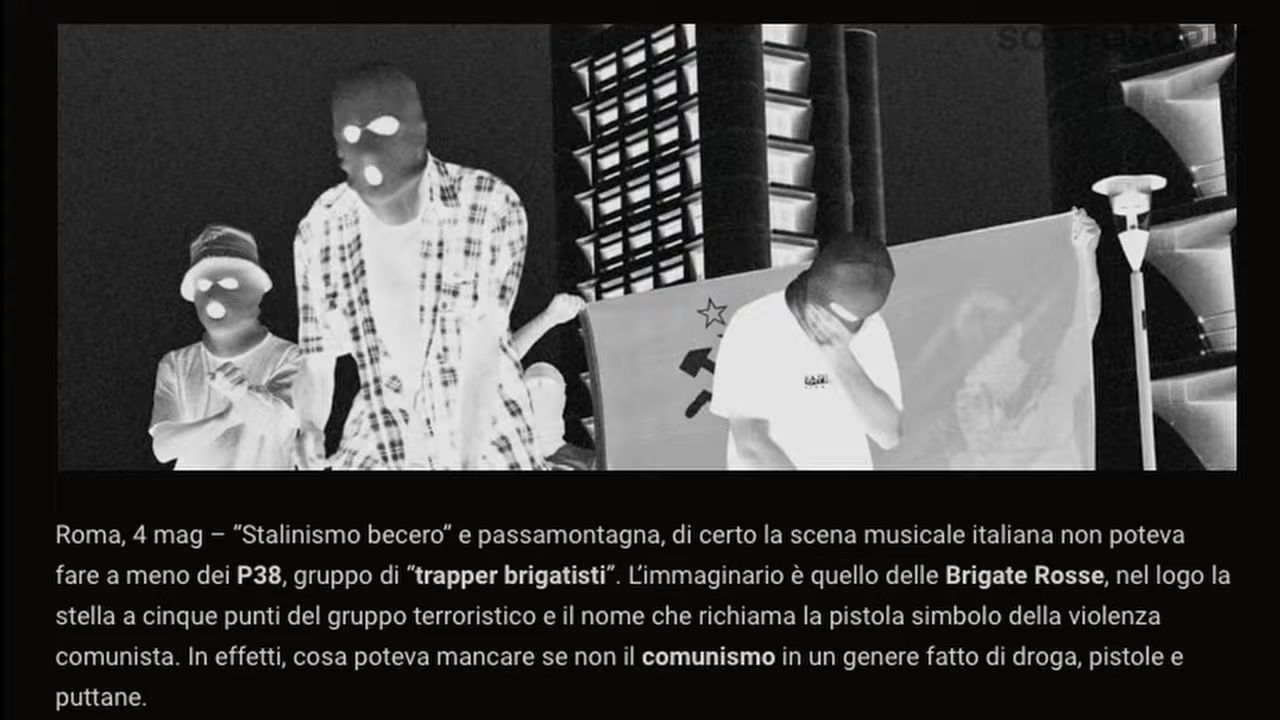 Roma, 4 mag – “Stalinismo becero” e passamontagna, di certo la scena musicale italiana non poteva
fare a meno dei P38, gruppo di “trapper brigatisti”. L’immaginario è quello delle Brigate Rosse, nel logo la
stella a cinque punti del gruppo terroristico e il nome che richiama la pistola simbolo della violenza
comunista. In effetti, cosa poteva mancare se non il comunismo in un genere fatto di droga, pistole e
puttane.